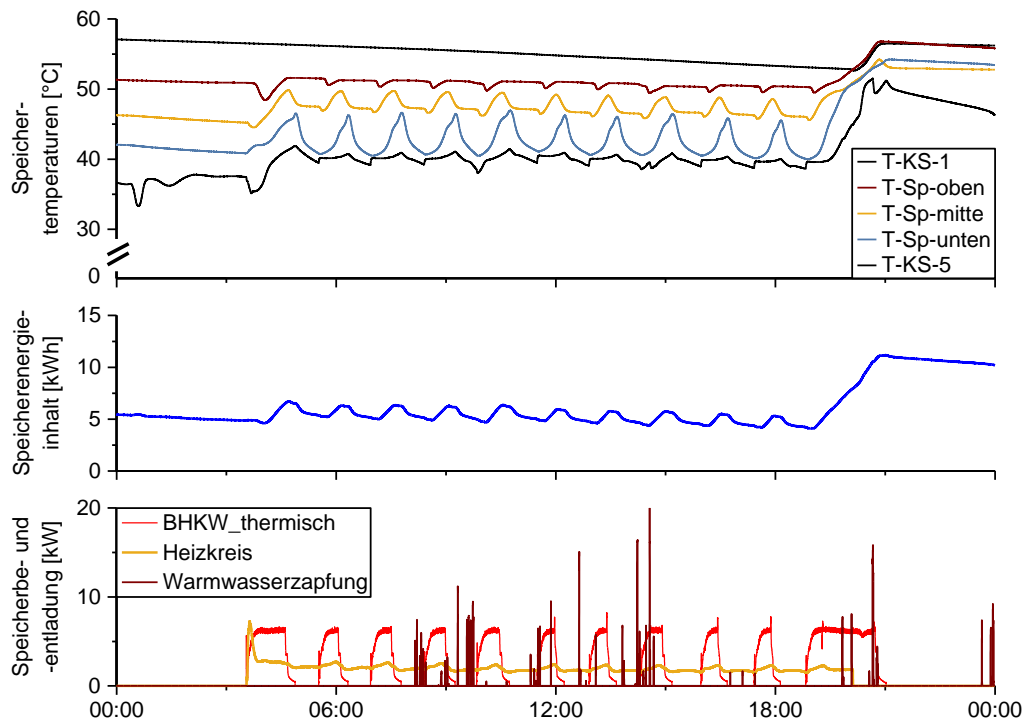 Speicher-
temperaturen [°C]
60
50
40
30
0
T-KS-1
T-Sp-oben
T-Sp-mitte
T-Sp-unten
T-KS-5
Speicherenergie-
inhalt [kWh]
15
10
5
0
Speicherbe- und
-entladung [kW]
20
10
0
BHKW_thermisch
Heizkreis
Warmwasserzapfung
00:00 06:00 12:00 18:00 00:00